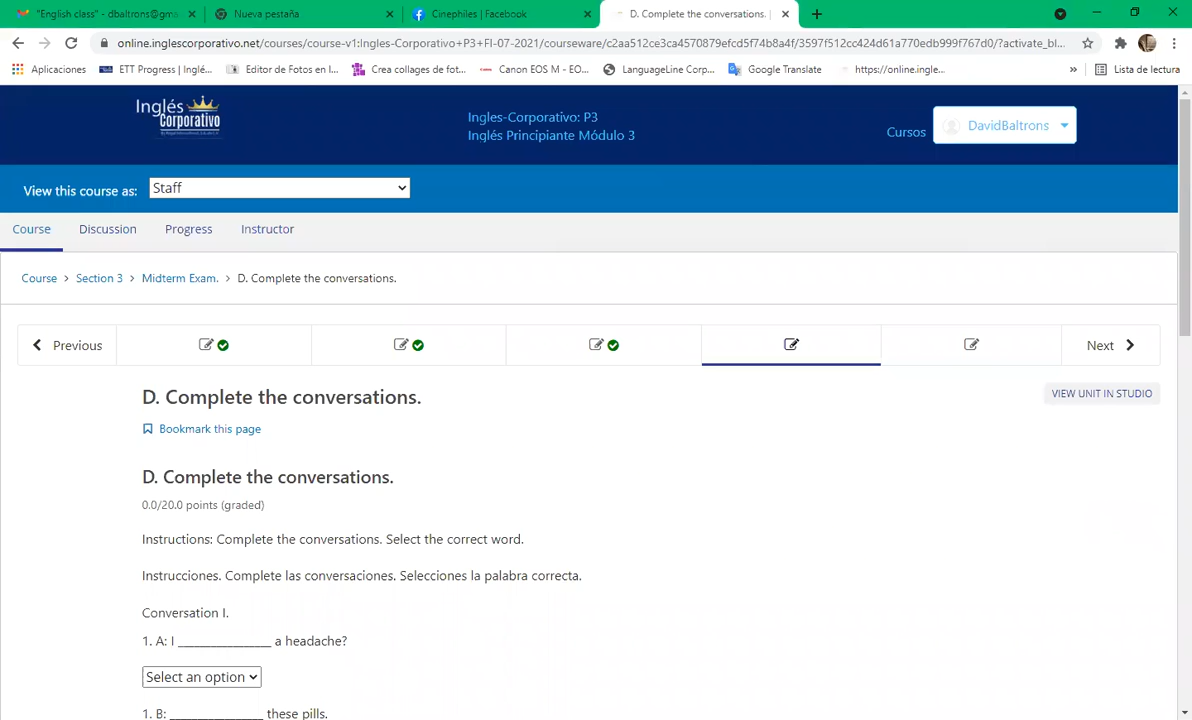 "English class" - dbaltrons@gma
Nueva pestaña
Cinephiles | Facebook
D. Complete the conversations. |
online.inglescorporativo.net/courses/course-v1:Ingles-Corporativo+P3+FI-07-2021/courseware/c2aa512ce3ca4570879efcd5f74b8a4f/3597f512cc424d61a770edb999f767d0/?activate_bl...
Aplicaciones
ETT Progress | Inglé...
Editor de Fotos en l...
Crea collages de fot...
Canon EOS M - EO...
LanguageLine Corp...
Google Translate
https://online.ingle...
»
Lista de lectura
Inglés
Corporativo
Ingles-Corporativo: P3
Inglés Principiante Módulo 3
Cursos
DavidBaltrons
View this course as:
Staff
Course
Discussion
Progress
Instructor
Course > Section 3 > Midterm Exam. > D. Complete the conversations.
Previous
Next
D. Complete the conversations.
VIEW UNIT IN STUDIO
Bookmark this page
D. Complete the conversations.
0.0/20.0 points (graded)
Instructions: Complete the conversations. Select the correct word.
Instrucciones. Complete las conversaciones. Selecciones la palabra correcta.
Conversation I.
1. A: I ________________ a headache?
Select an option
1. B: ________________ these pills.